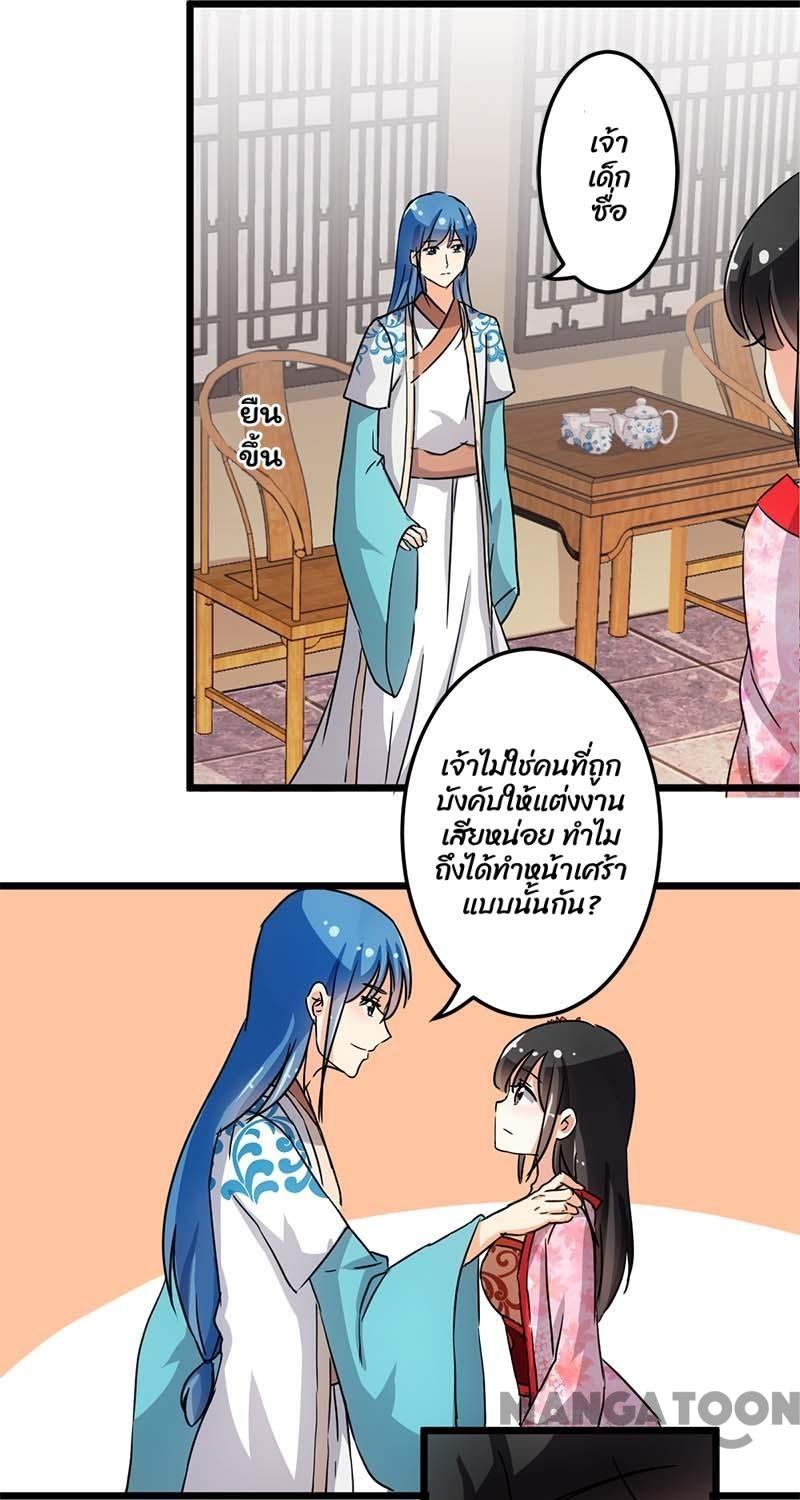 เจ้า
เด็ก
ซื่อ
ยืน
ขึ้น
เจ้าไม่ใช่คนที่ถูก
บังคับให้แต่งงาน
เสียหน่อย ทำไม
ถึงได้ทำหน้าเศร้า
แบบนั้นกัน?
MANGATOON